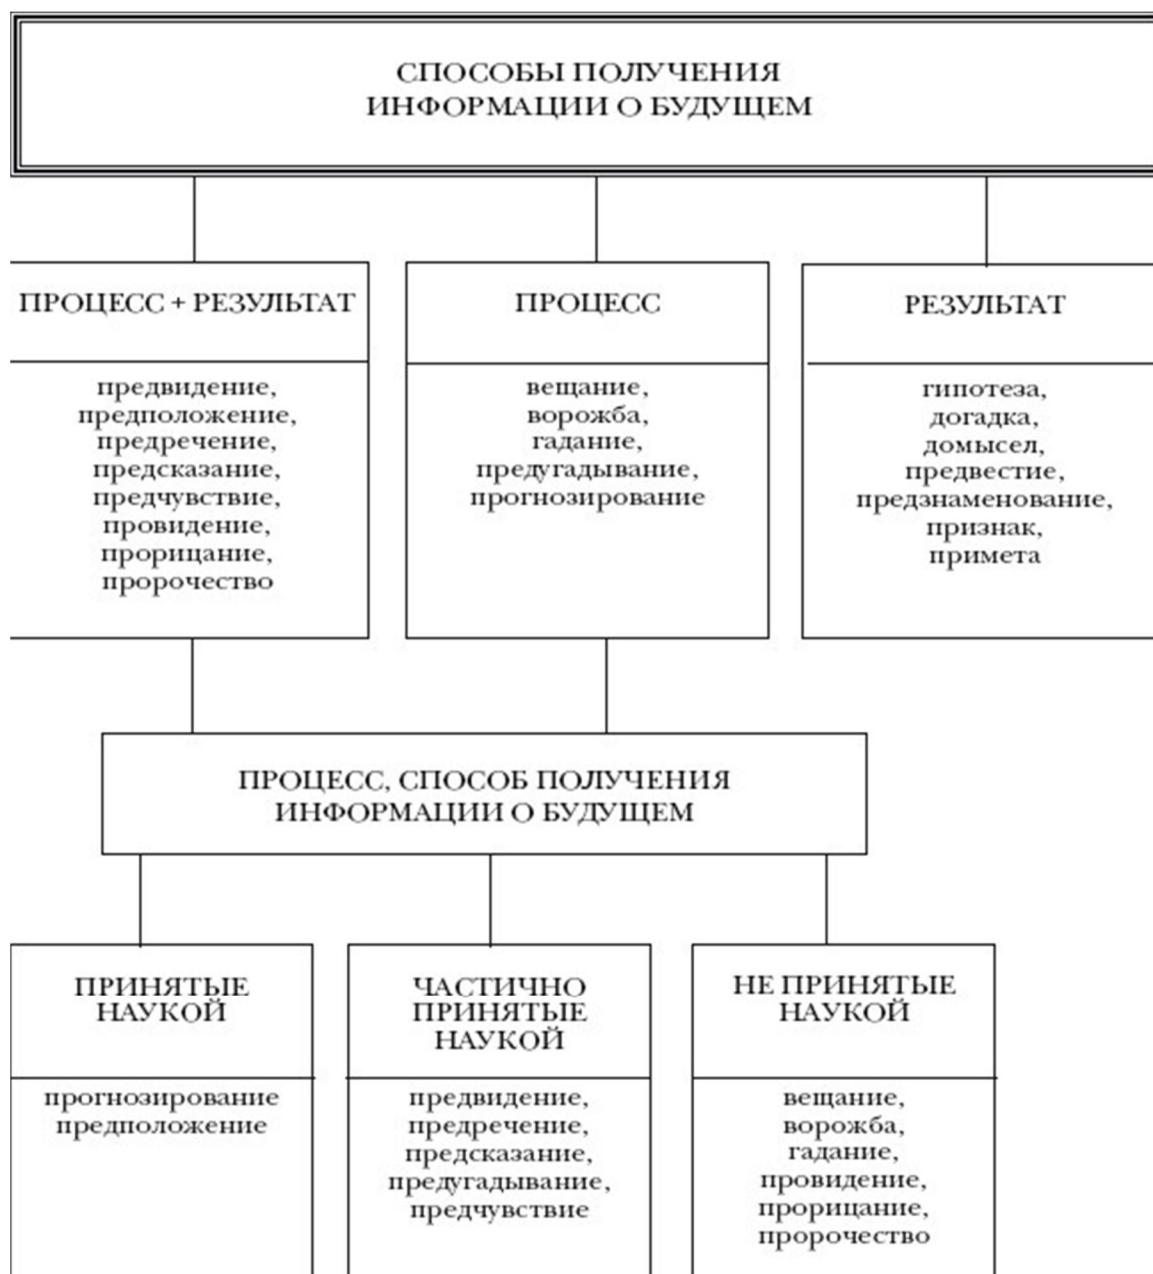 СПОСОБЫ ПОЛУЧЕНИЯ
ИНФОРМАЦИИ О БУДУЩЕМ
ПРОЦЕСС + РЕЗУЛЬТАТ
предвидение,
предположение,
предречение,
предсказание,
предчувствие,
провидение,
прорицание,
пророчество
ПРОЦЕСС
вещание,
ворожба,
гадание,
предугадывание,
прогнозирование
РЕЗУЛЬТАТ
гипотеза,
догадка,
домысел,
предвестие,
предзнаменование,
признак,
примета
ПРОЦЕСС, СПОСОБ ПОЛУЧЕНИЯ
ИНФОРМАЦИИ О БУДУЩЕМ
ПРИНЯТЫЕ
НАУКОЙ
прогнозирование
предположение
ЧАСТИЧНО
ПРИНЯТЫЕ
НАУКОЙ
предвидение,
предречение,
предсказание,
предугадывание,
предчувствие
НЕ ПРИНЯТЫЕ
НАУКОЙ
вещание,
ворожба,
гадание,
провидение,
прорицание,
пророчество